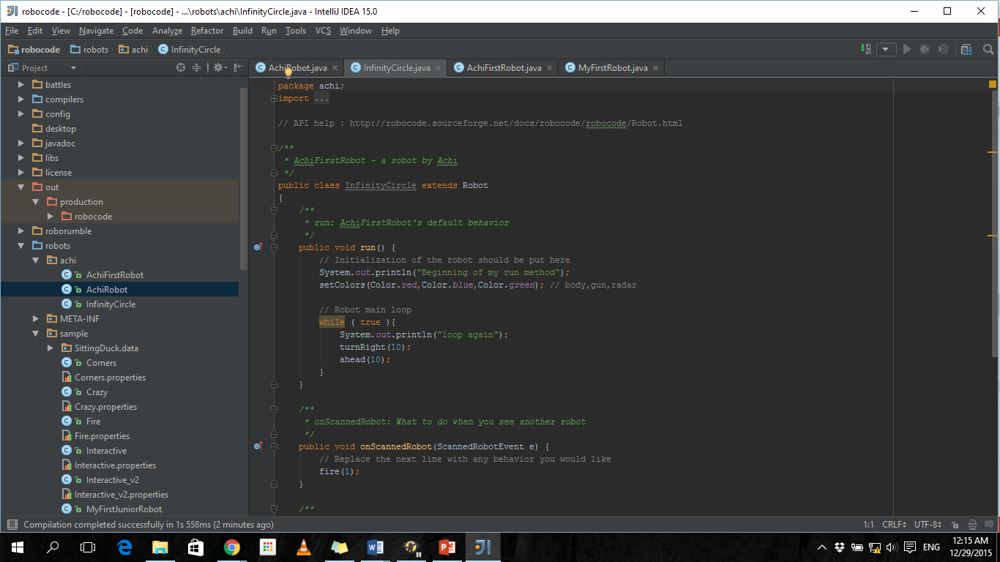 robocode - [C:/robocode] - [robocode] - ...\robots\achi\InfinityCircle.java - IntelliJ IDEA 15.0
File Edit View Navigate Code Analyze Refactor Build Run Tools VCS Window Help
robocode robots achi InfinityCircle
Project
AchiRobot.java InfinityCircle.java AchiFirstRobot.java MyFirstRobot.java
battles
compilers
config
desktop
javadoc
libs
license
out
production
robocode
roborumble
robots
achi
AchiFirstRobot
AchiRobot
InfinityCircle
META-INF
sample
SittingDuck.data
Corners
Corners.properties
Crazy
Crazy.properties
Fire
Fire.properties
Interactive
Interactive.properties
Interactive_v2
Interactive_v2.properties
MyFirstJuniorRobot
package achi;
import ...
// API help : http://robocode.sourceforge.net/docs/robocode/robocode/Robot.html
/**
* AchiFirstRobot - a robot by Achi
*/
public class InfinityCircle extends Robot
{
/**
* run: AchiFirstRobot's default behavior
*/
public void run() {
// Initialization of the robot should be put here
System.out.println("Beginning of my run method");
setColors(Color.red,Color.blue,Color.green); // body,gun,radar
// Robot main loop
while ( true ){
System.out.println("loop again");
turnRight(10);
ahead(10);
}
}
/**
* onScannedRobot: What to do when you see another robot
*/
public void onScannedRobot(ScannedRobotEvent e) {
// Replace the next line with any behavior you would like
fire(1);
}
/**
Compilation completed successfully in 1s 558ms (2 minutes ago)
1:1 CRLF UTF-8
ENG
12:15 AM
12/29/2015